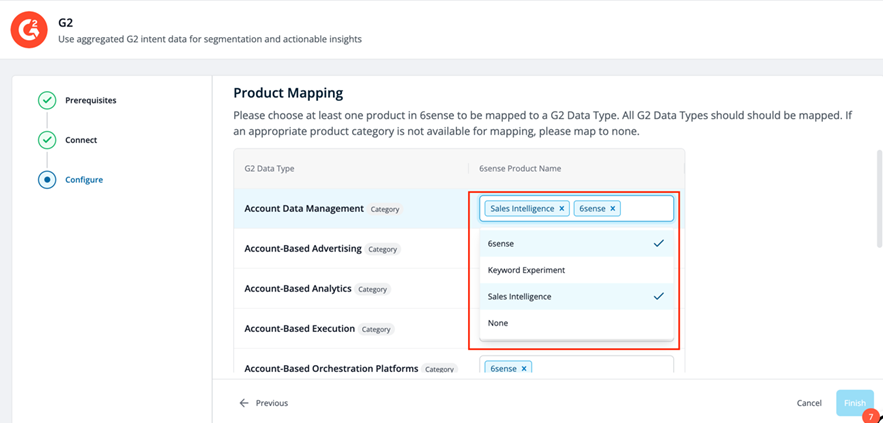 G2
G2
Use aggregated G2 intent data for segmentation and actionable insights
Prerequisites
Connect
Configure
Product Mapping
Please choose at least one product in 6sense to be mapped to a G2 Data Type. All G2 Data Types should should be mapped. If
an appropriate product category is not available for mapping, please map to none.
G2 Data Type 6sense Product Name
Account Data Management Category Sales Intelligence × 6sense ×
Account-Based Advertising Category
6sense
Keyword Experiment
Account-Based Analytics Category
Sales Intelligence
None
Account-Based Execution Category
Account-Based Orchestration Platforms Category 6sense ×
Previous
Cancel
Finish
7